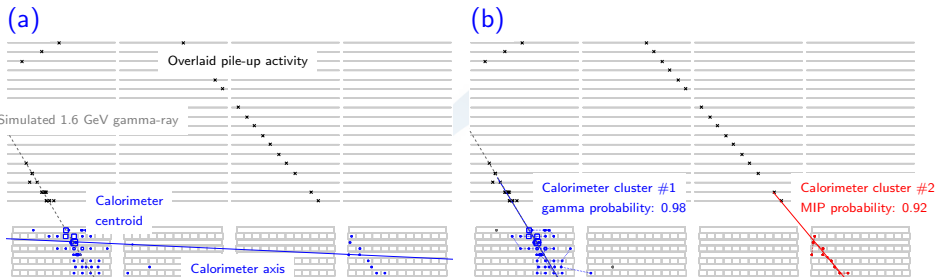 (a)
(b)
Overlaid pile-up activity
Simulated 1.6 GeV gamma-ray
Calorimeter
centroid
Calorimeter axis
Calorimeter cluster #1
gamma probability: 0.98
Calorimeter cluster #2
MIP probability: 0.92